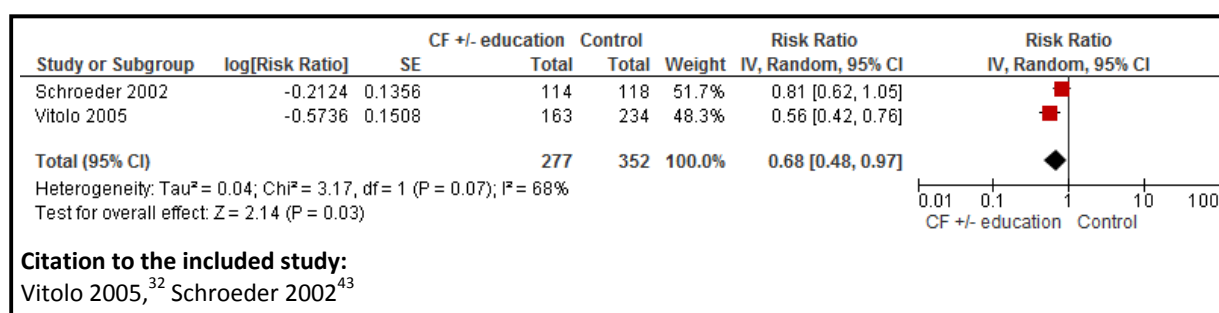 CF +/- education Control Risk Ratio Risk Ratio
Study or Subgroup log[Risk Ratio] SE Total Total Weight IV, Random, 95% CI IV, Random, 95% CI
Schroeder 2002 -0.2124 0.1356 114 118 51.7% 0.81 [0.62, 1.05]
Vitolo 2005 -0.5736 0.1508 163 234 48.3% 0.56 [0.42, 0.76]
Total (95% CI) 277 352 100.0% 0.68 [0.48, 0.97]
Heterogeneity: Tau² = 0.04; Chi² = 3.17, df = 1 (P = 0.07); I² = 68%
Test for overall effect: Z = 2.14 (P = 0.03)
0.01 0.1 1 10 100
CF +/- education Control
Citation to the included study:
Vitolo 2005,³² Schroeder 2002⁴³